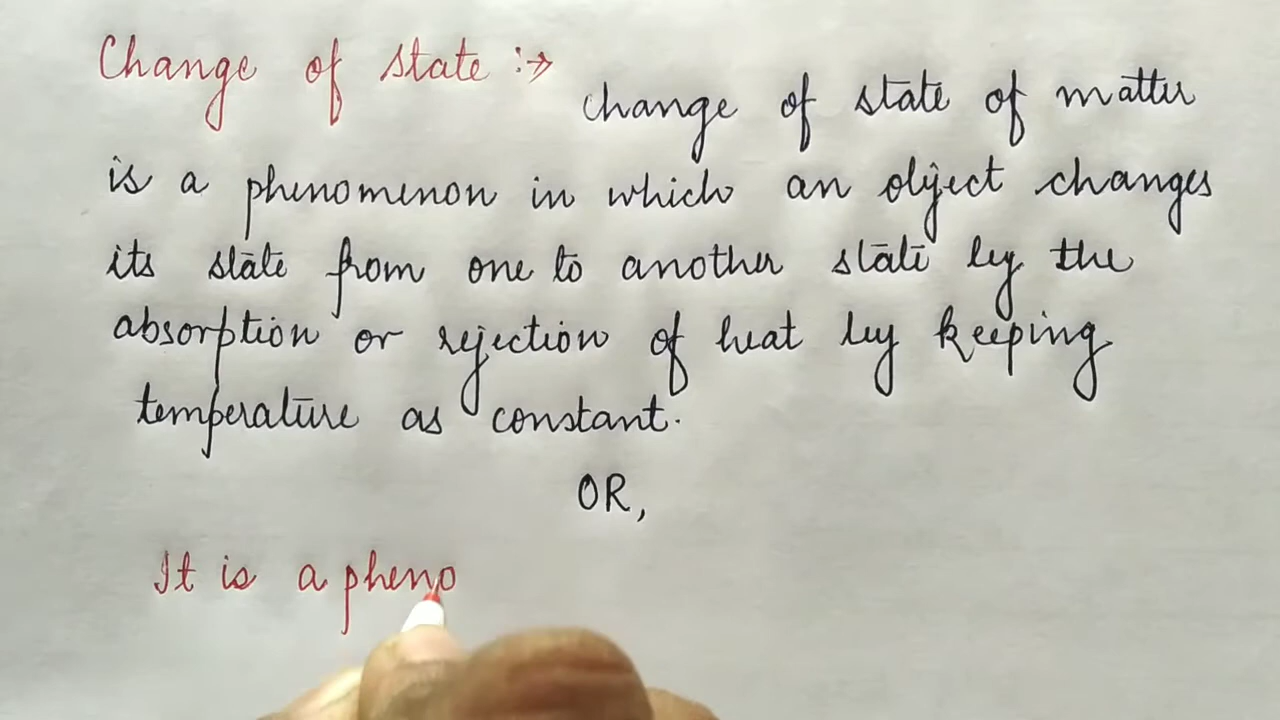 Change of state :→
Change of state of matter
is a phenomenon in which an object changes
its state from one to another state by the
absorption or rejection of heat by keeping
temperature as constant.
OR,
It is a pheno